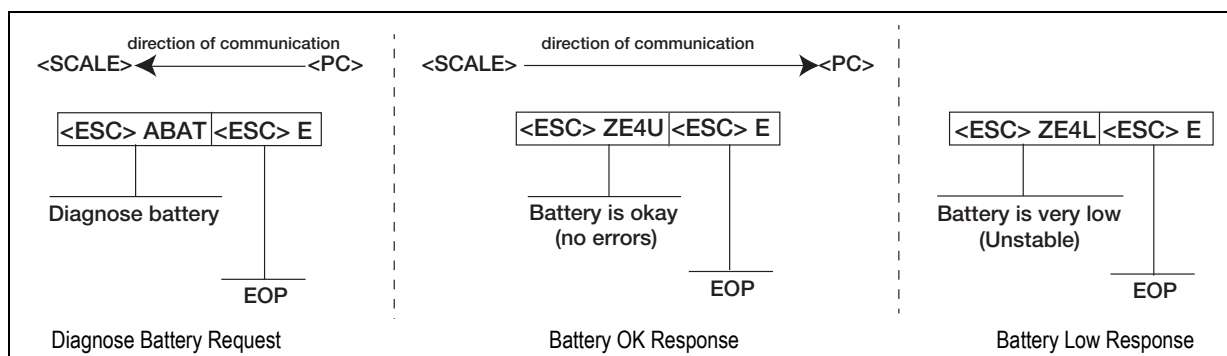 direction of communication
<SCALE> <PC>
<ESC> ABAT <ESC> E
Diagnose battery
EOP
Diagnose Battery Request
direction of communication
<SCALE> <PC>
<ESC> ZE4U <ESC> E
Battery is okay
(no errors)
EOP
Battery OK Response
<ESC> ZE4L <ESC> E
Battery is very low
(Unstable)
EOP
Battery Low Response